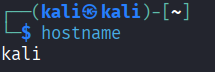 ┌──(kali㉿kali)-[~]
└─$ hostname
kali